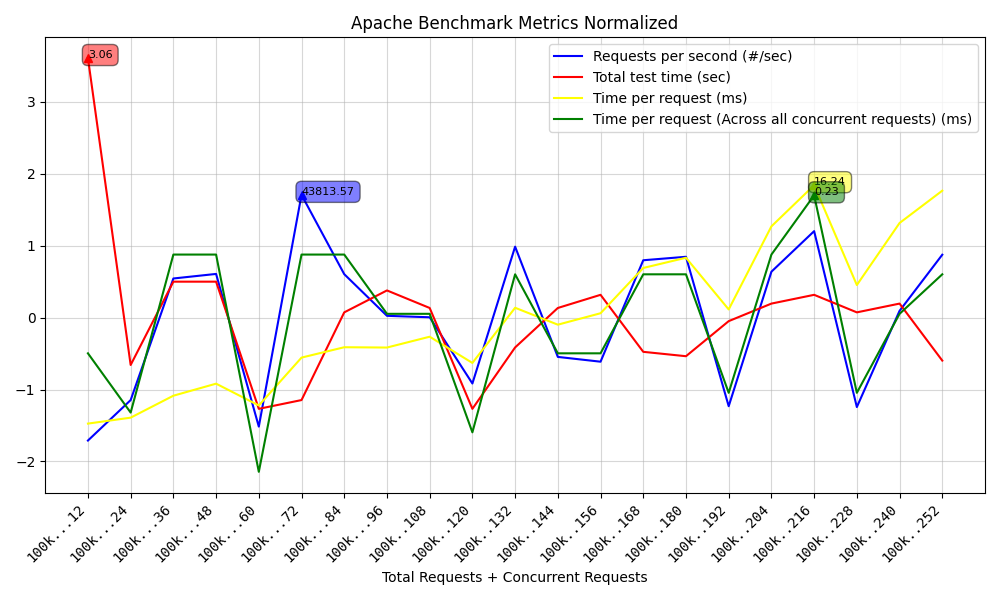 Apache Benchmark Metrics Normalized
Requests per second (#/sec)
Total test time (sec)
Time per request (ms)
Time per request (Across all concurrent requests) (ms)
3.06
43813.57
16.24
0.23
3
2
1
0
−1
−2
100k...12
100k...24
100k...36
100k...48
100k...60
100k...72
100k...84
100k...96
100k...108
100k...120
100k...132
100k...144
100k...156
100k...168
100k...180
100k...192
100k...204
100k...216
100k...228
100k...240
100k...252
Total Requests + Concurrent Requests